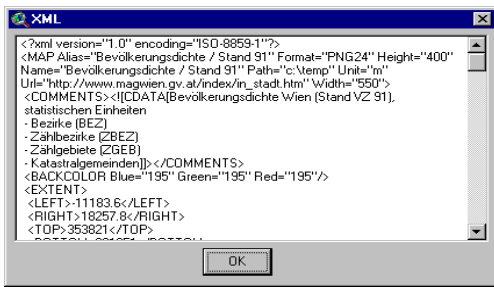 XML
<?xml version="1.0" encoding="ISO-8859-1"?>
<MAP Alias="Bevölkerungsdichte / Stand 91" Format="PNG24" Height="400"
Name="Bevölkerungsdichte / Stand 91" Path="c:\temp" Unit="m"
Url="http://www.magwien.gv.at/index/in_stadt.htm" Width="550">
<COMMENTS><![CDATA[Bevölkerungsdichte Wien (Stand VZ 91),
statistischen Einheiten
- Bezirke (BEZ)
- Zählbezirke (ZBEZ)
- Zählgebiete (ZGEB)
- Katastralgemeinden]]></COMMENTS>
<BACKCOLOR Blue="195" Green="195" Red="195"/>
<EXTENT>
<LEFT>-11183.6</LEFT>
<RIGHT>18257.8</RIGHT>
<TOP>353821</TOP>
OK